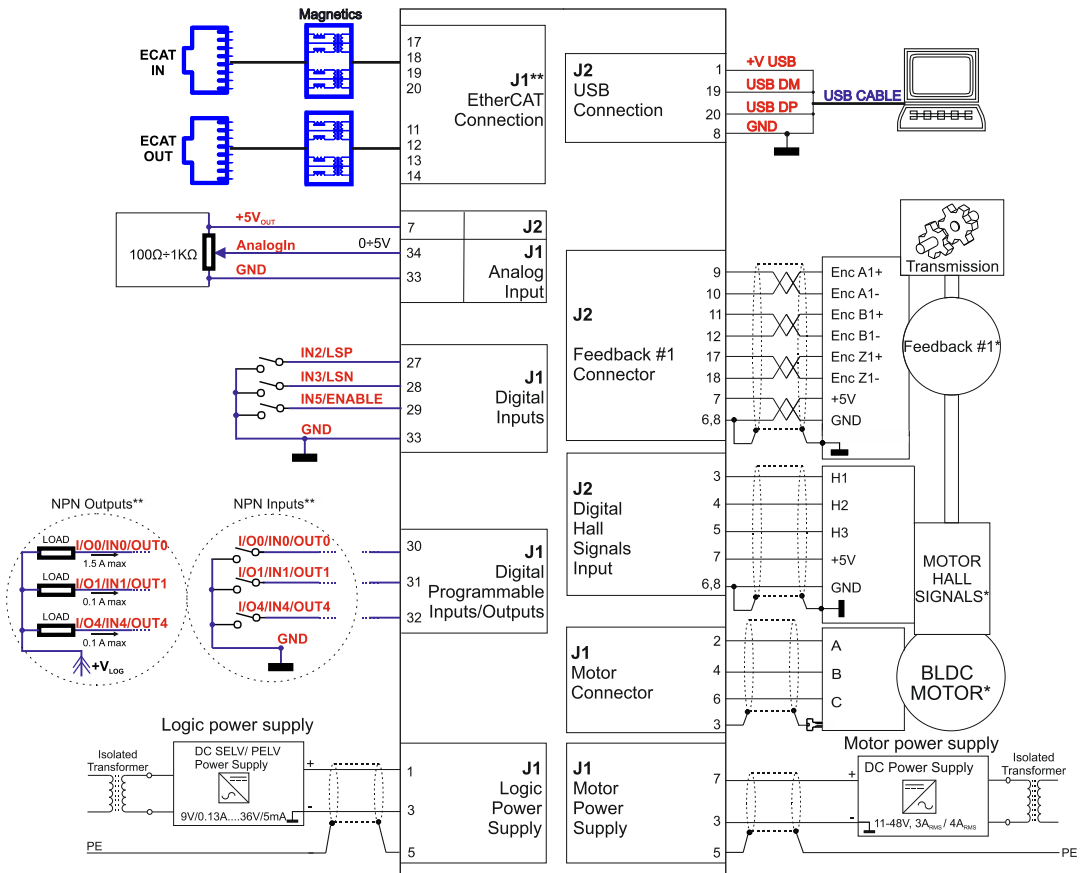 Magnetics
ECAT
IN
17
18
19
20
J1**
EtherCAT
Connection
ECAT
OUT
11
12
13
14
J2
USB
Connection
1
19
20
8
+V USB
USB DM
USB DP
GND
USB CABLE
100Ω÷1KΩ
+5VOUT
AnalogIn
0÷5V
GND
7
34
33
J2
J1
Analog
Input
Transmission
Feedback #1*
J2
Feedback #1
Connector
9
10
11
12
17
18
7
6,8
Enc A1+
Enc A1-
Enc B1+
Enc B1-
Enc Z1+
Enc Z1-
+5V
GND
IN2/LSP
IN3/LSN
IN5/ENABLE
GND
27
28
29
33
J1
Digital
Inputs
J2
Digital
Hall
Signals
Input
3
4
5
7
6,8
H1
H2
H3
+5V
GND
MOTOR
HALL
SIGNALS*
NPN Outputs**
LOAD
I/O0/IN0/OUT0
1.5 A max
LOAD
I/O1/IN1/OUT1
0.1 A max
LOAD
I/O4/IN4/OUT4
0.1 A max
+VLOG
NPN Inputs**
I/O0/IN0/OUT0
I/O1/IN1/OUT1
I/O4/IN4/OUT4
GND
30
31
32
J1
Digital
Programmable
Inputs/Outputs
J1
Motor
Connector
2
4
6
3
A
B
C
BLDC
MOTOR*
Logic power supply
Isolated
Transformer
DC SELV/ PELV
Power Supply
9V/0.13A....36V/5mA
+
-
PE
1
3
5
J1
Logic
Power
Supply
J1
Motor
Power
Supply
7
3
5
Motor power supply
DC Power Supply
11-48V, 3ARMS / 4ARMS
+
-
Isolated
Transformer
PE